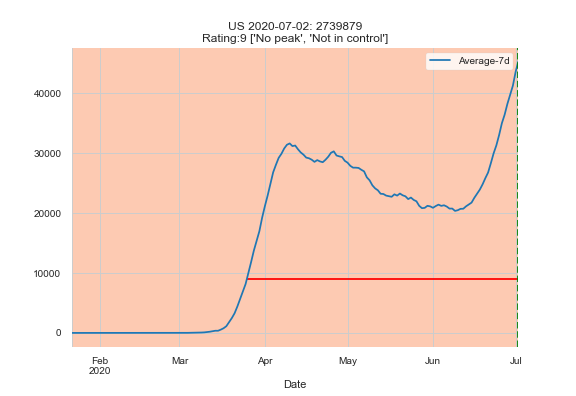 US 2020-07-02: 2739879
Rating:9 ['No peak', 'Not in control']
Average-7d
40000
30000
20000
10000
0
Feb
2020
Mar
Apr
May
Jun
Jul
Date